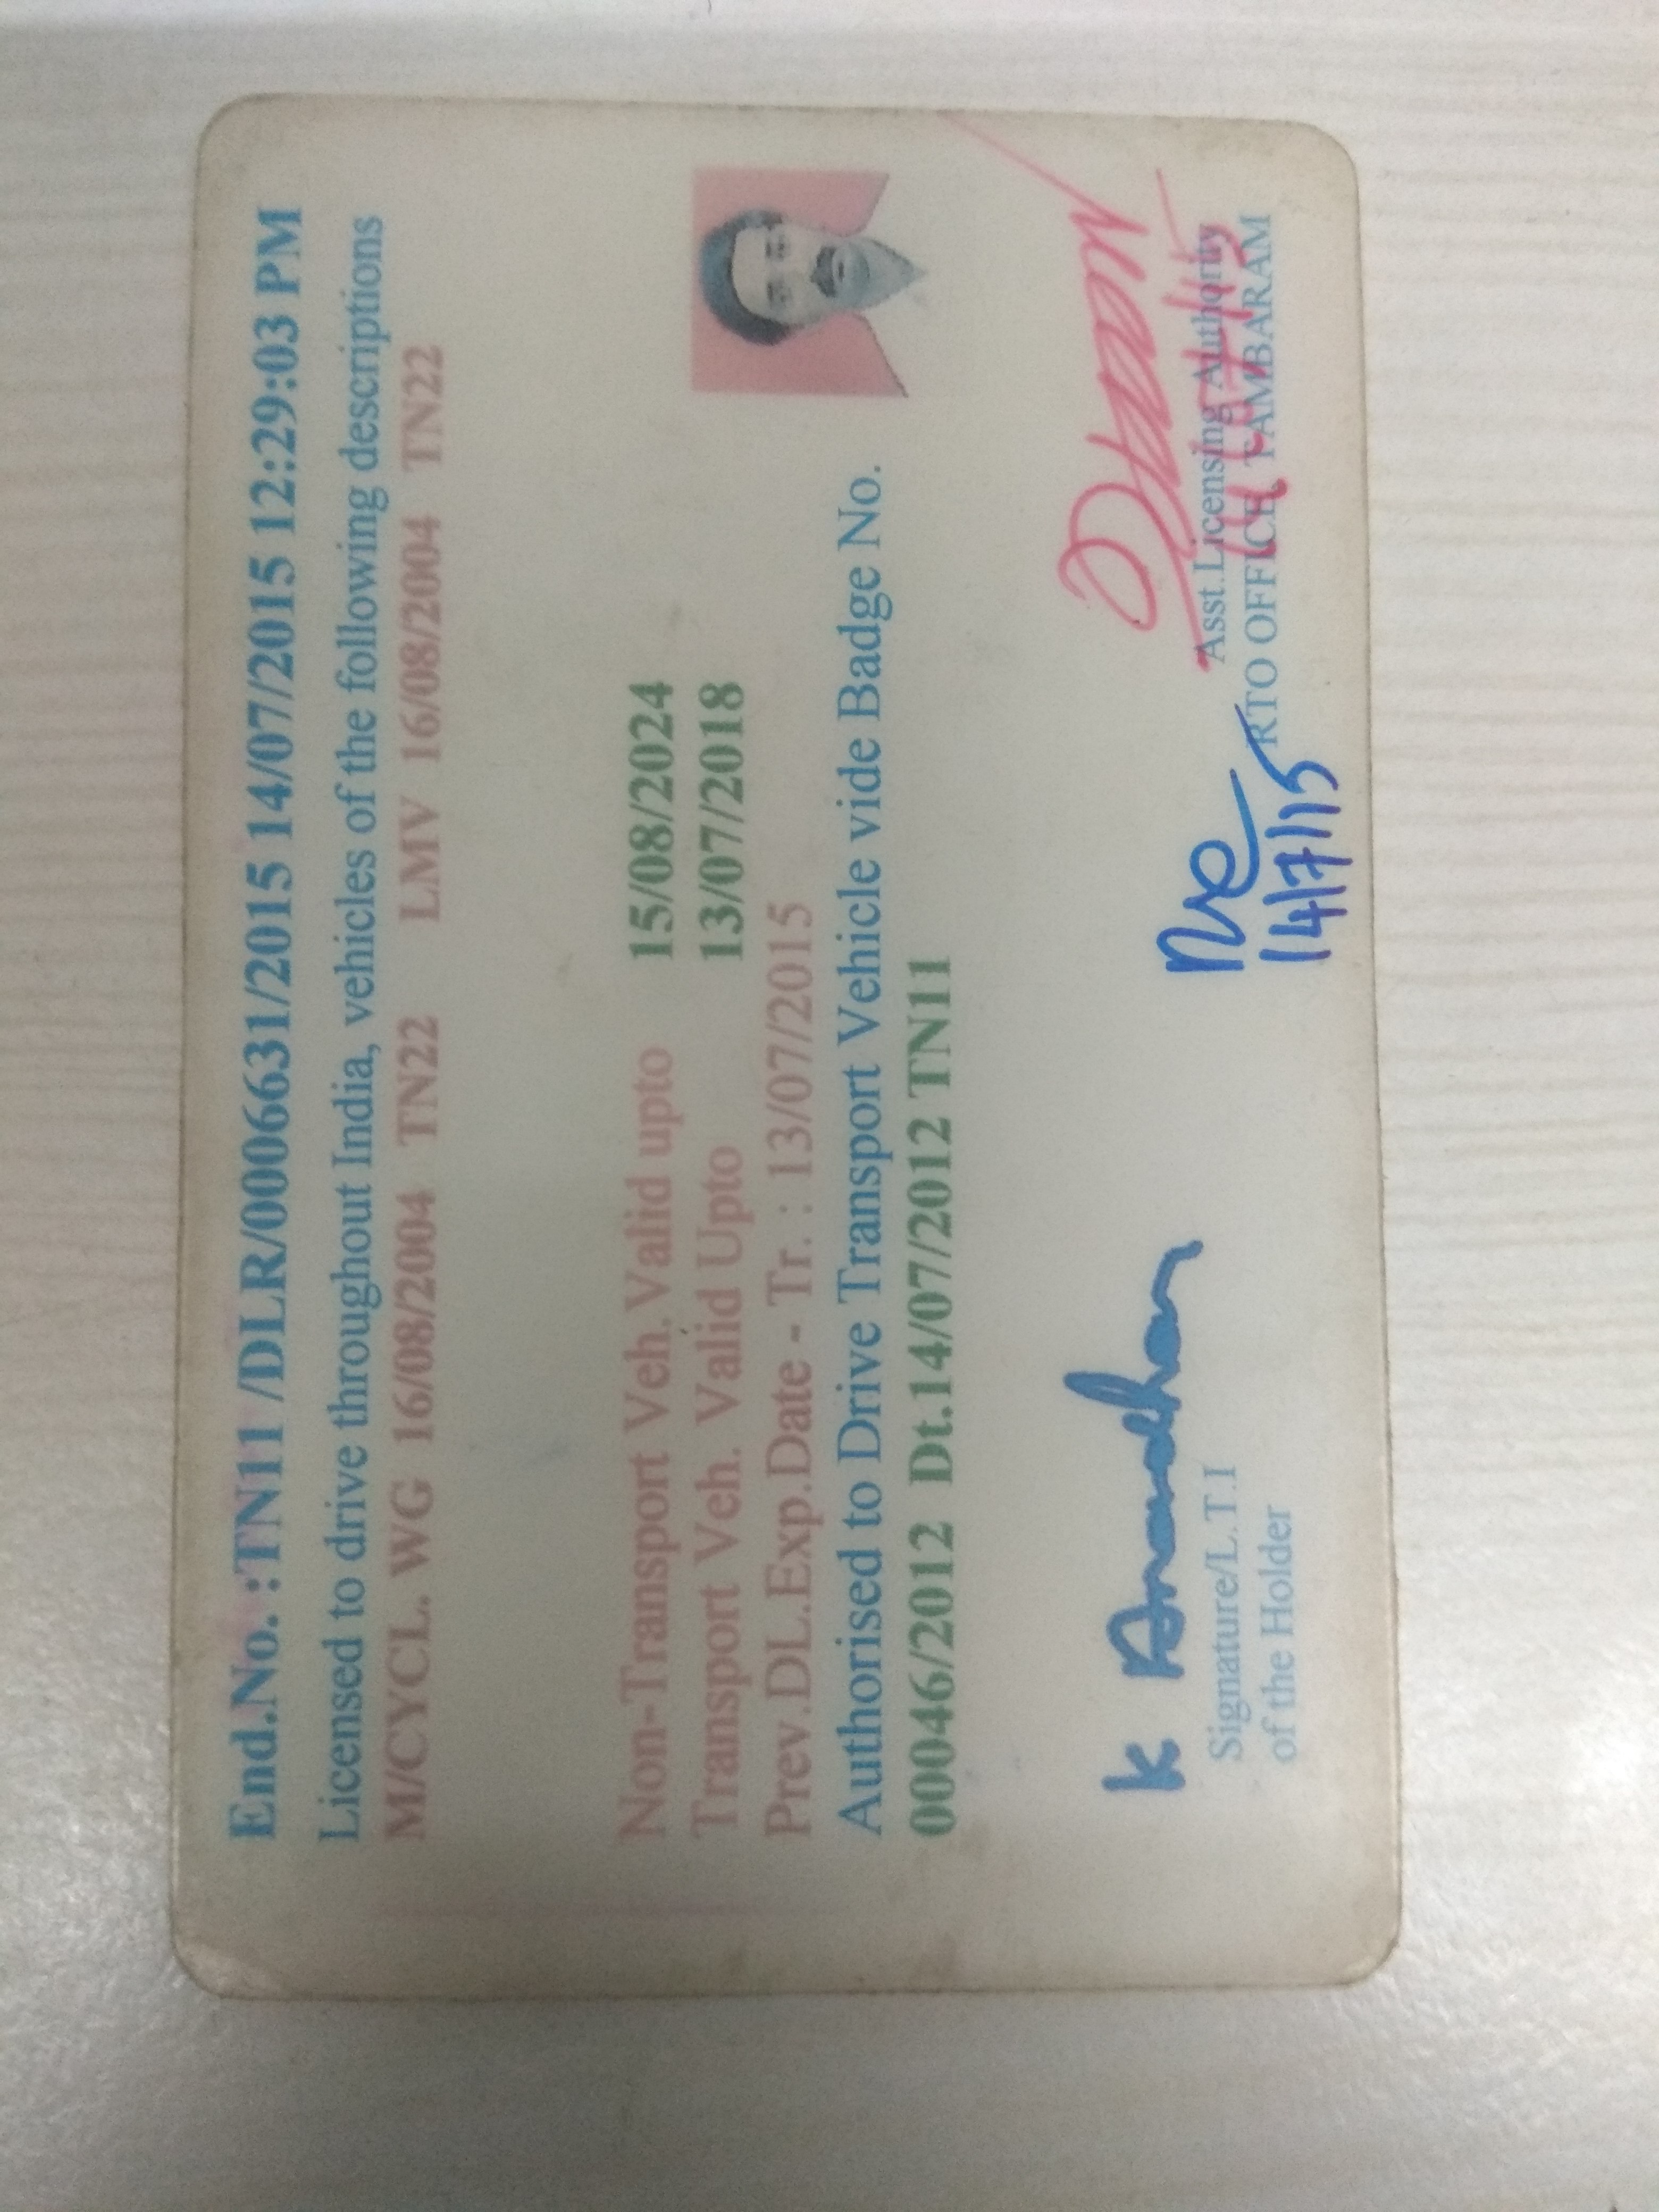 End.No. :TN11 /DLR/0006631/2015 14/07/2015 12:29:03 PM
Licensed to drive throughout India, vehicles of the following descriptions
M/CYCL. WG 16/08/2004 TN22 LMV 16/08/2004 TN22
Non-Transport Veh. Valid upto 15/08/2024
Transport Veh. Valid Upto 13/07/2018
Prev.DL.Exp.Date - Tr. : 13/07/2015
Authorised to Drive Transport Vehicle vide Badge No.
00046/2012 Dt.14/07/2012 TN11
K Anandhan
Signature/L.T.I
of the Holder
14/7/15
Asst.Licensing Authority
RTO OFFICE, TAMBARAM